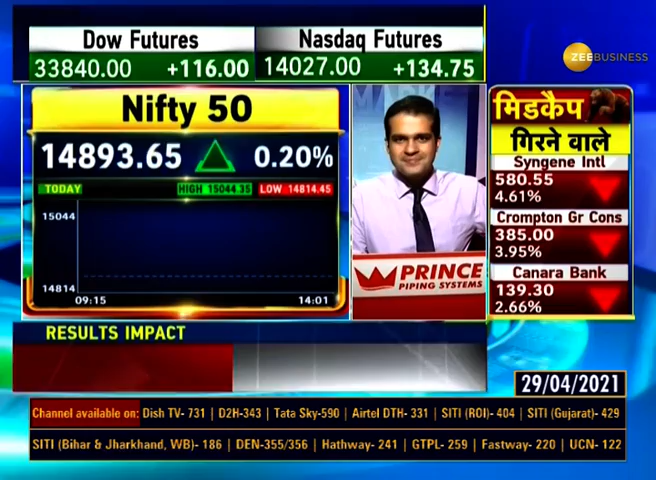 Dow Futures
33840.00 +116.00
Nasdaq Futures
14027.00 +134.75
ZEE BUSINESS
Nifty 50
14893.65 0.20%
TODAY HIGH 15044.35 LOW 14814.45
15044
14814
09:15 14:01
PRINCE
PIPING SYSTEMS
मिडकैप
गिरने वाले
Syngene Intl
580.55
4.61%
Crompton Gr Cons
385.00
3.95%
Canara Bank
139.30
2.66%
RESULTS IMPACT
29/04/2021
Channel available on: Dish TV- 731 | D2H-343 | Tata Sky-590 | Airtel DTH- 331 | SITI (ROI)- 404 | SITI (Gujarat)- 429
SITI (Bihar & Jharkhand, WB)- 186 | DEN-355/356 | Hathway- 241 | GTPL- 259 | Fastway- 220 | UCN- 122